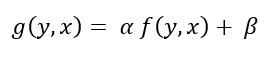 g(y,x) = α f(y,x) + β